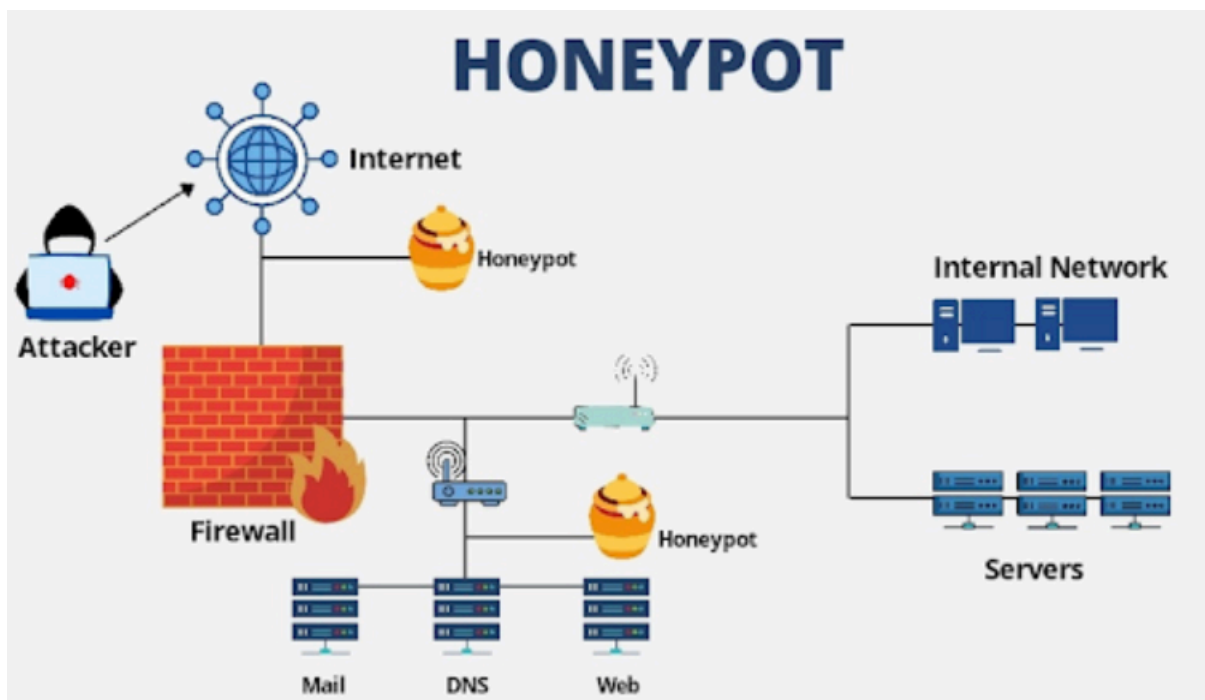 HONEYPOT
Internet
Honeypot
Internal Network
Attacker
Firewall
Honeypot
Servers
Mail
DNS
Web